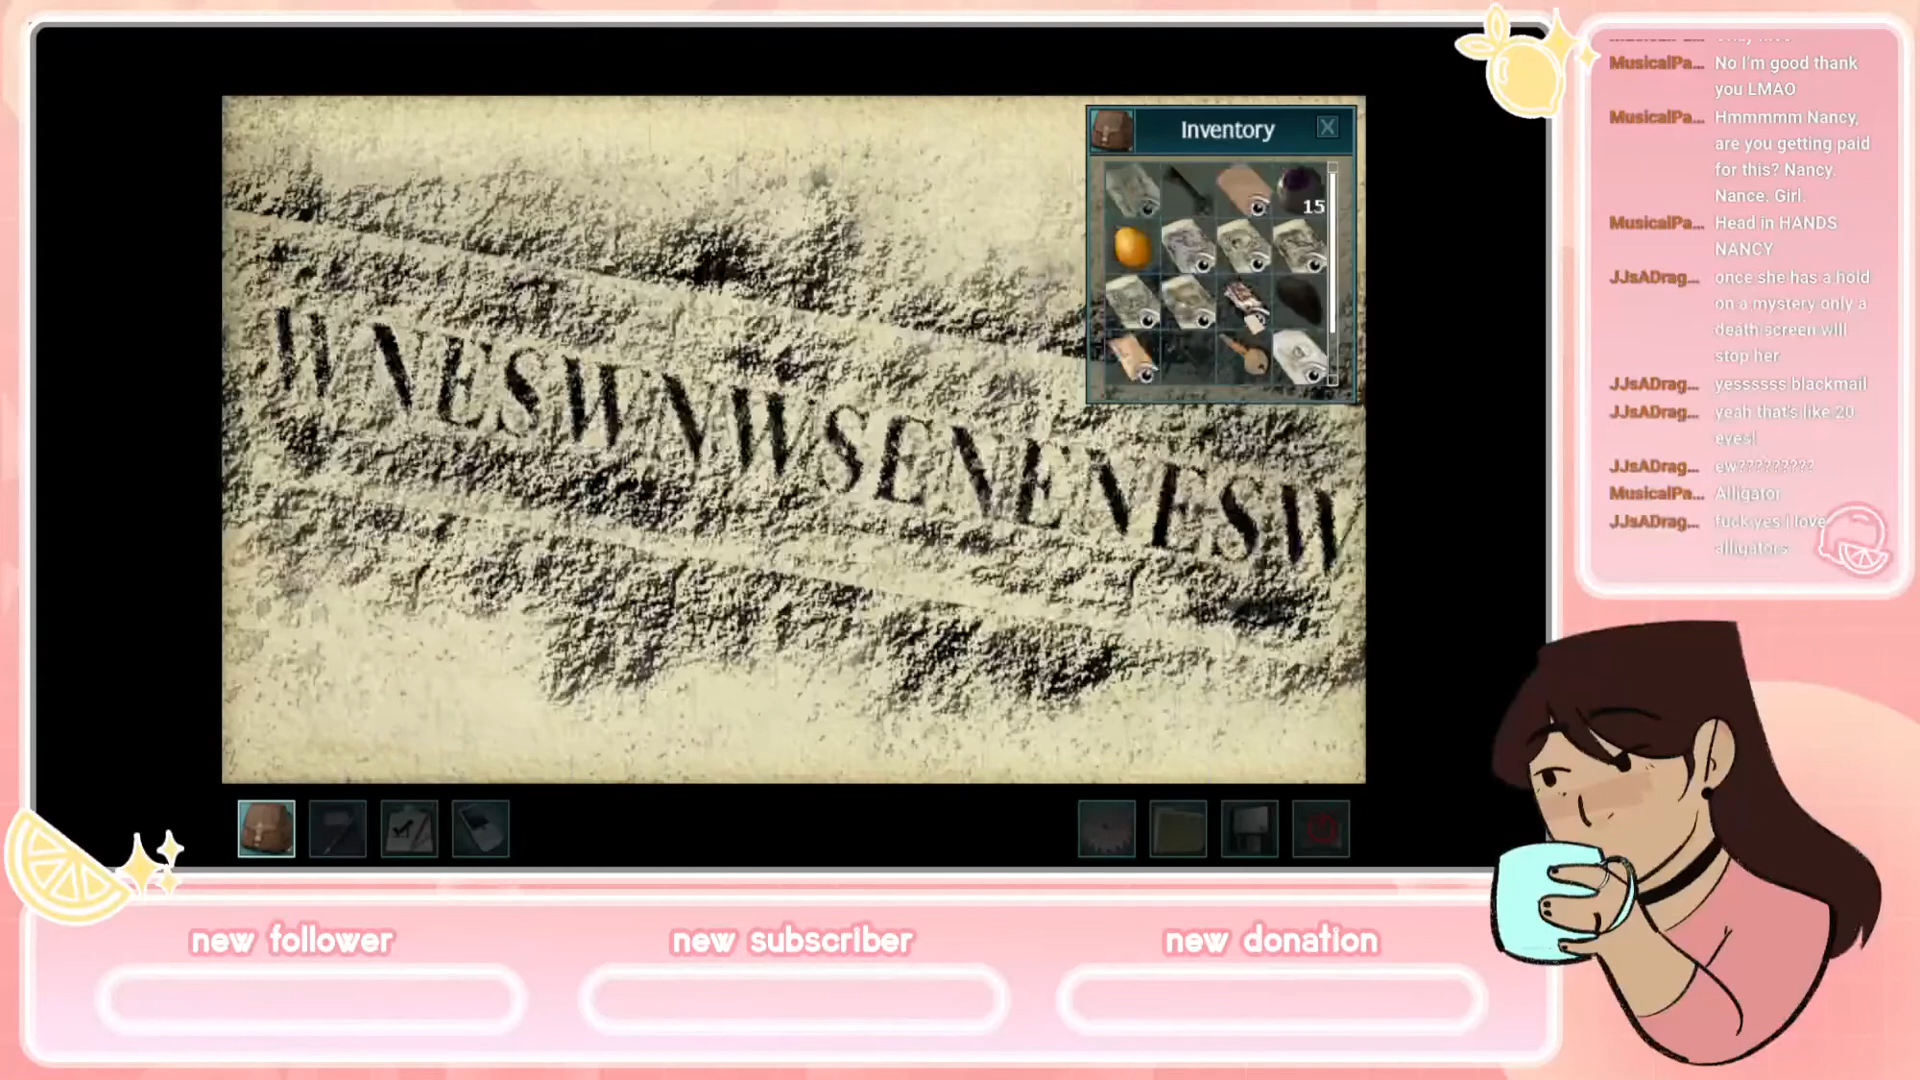 WNESWNWSENENESW
Inventory
15
new follower
new subscriber
new donation
MusicalPa... No I'm good thank
you LMAO
MusicalPa... Hmmmmm Nancy,
are you getting paid
for this? Nancy.
Nance. Girl.
MusicalPa... Head in HANDS
NANCY
JJsADrag... once she has a hold
on a mystery only a
death screen will
stop her
JJsADrag... yessssss blackmail
JJsADrag... yeah that's like 20
eyes!
JJsADrag... ew?????????
MusicalPa... Alligator
JJsADrag... fuck yes I love
alligators